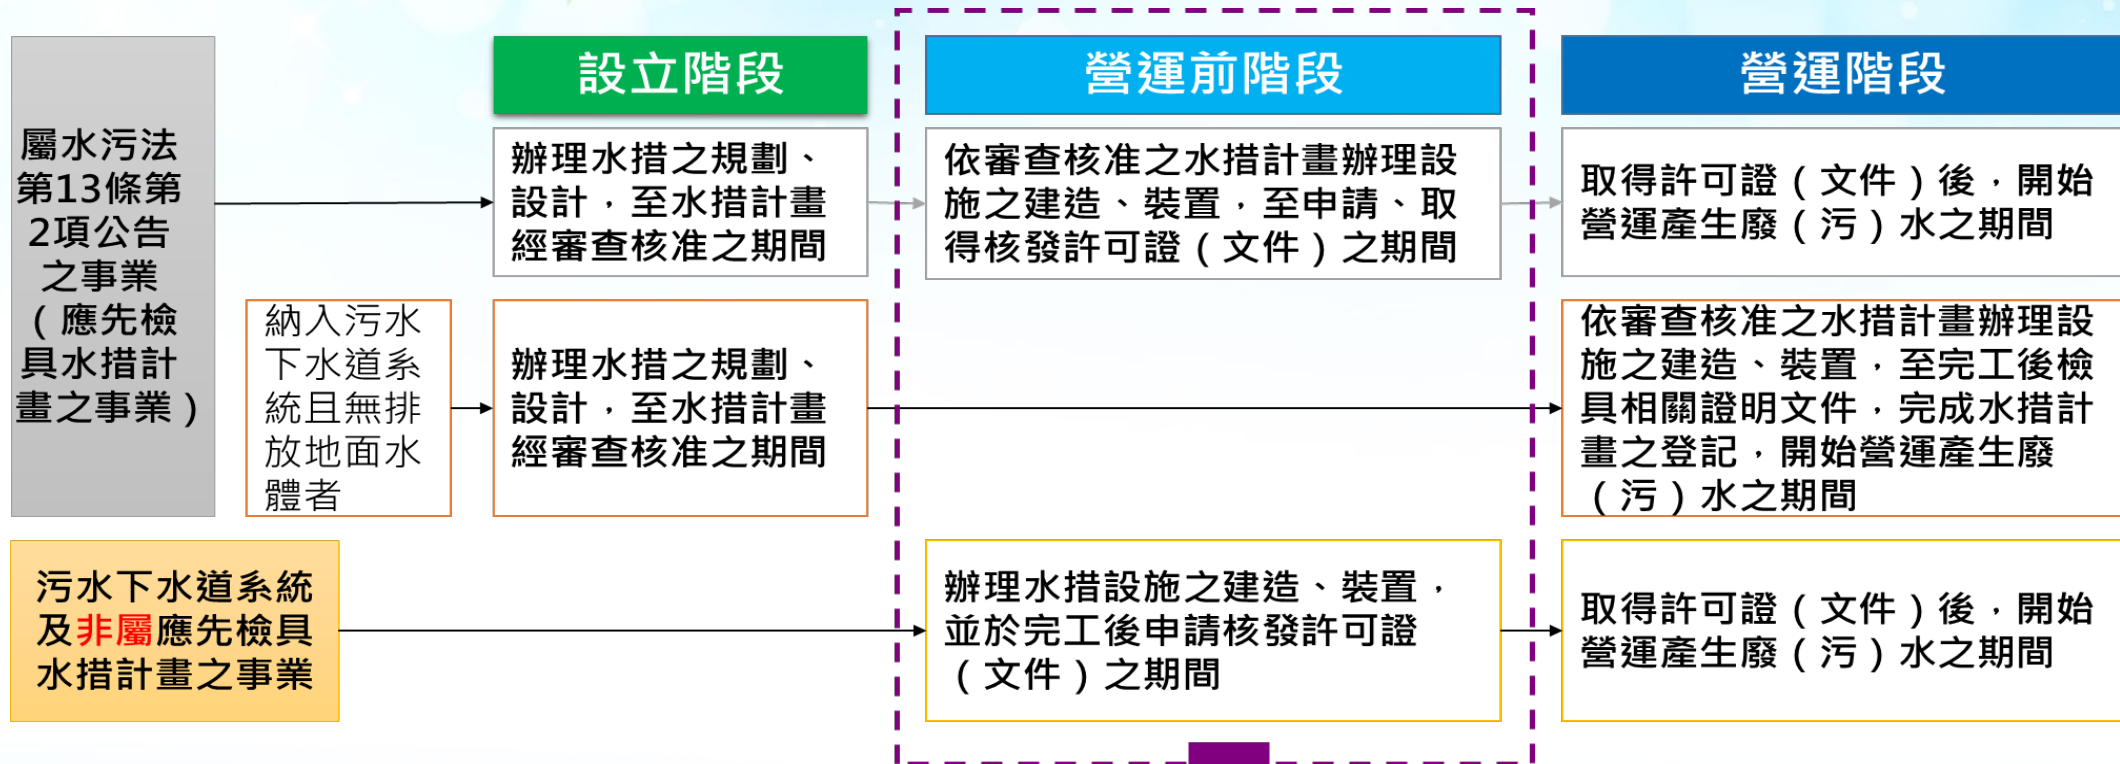 設立階段
營運前階段
營運階段
屬水污法
第13條第
2項公告
之事業
（應先檢
具水措計
畫之事業）
辦理水措之規劃、
設計，至水措計畫
經審查核准之期間
依審查核准之水措計畫辦理設
施之建造、裝置，至申請、取
得核發許可證（文件）之期間
取得許可證（文件）後，開始
營運產生廢（污）水之期間
納入污水
下水道系
統且無排
放地面水
體者
辦理水措之規劃、
設計，至水措計畫
經審查核准之期間
依審查核准之水措計畫辦理設
施之建造、裝置，至完工後檢
具相關證明文件，完成水措計
畫之登記，開始營運產生廢
（污）水之期間
污水下水道系統
及非屬應先檢具
水措計畫之事業
辦理水措設施之建造、裝置，
並於完工後申請核發許可證
（文件）之期間
取得許可證（文件）後，開始
營運產生廢（污）水之期間